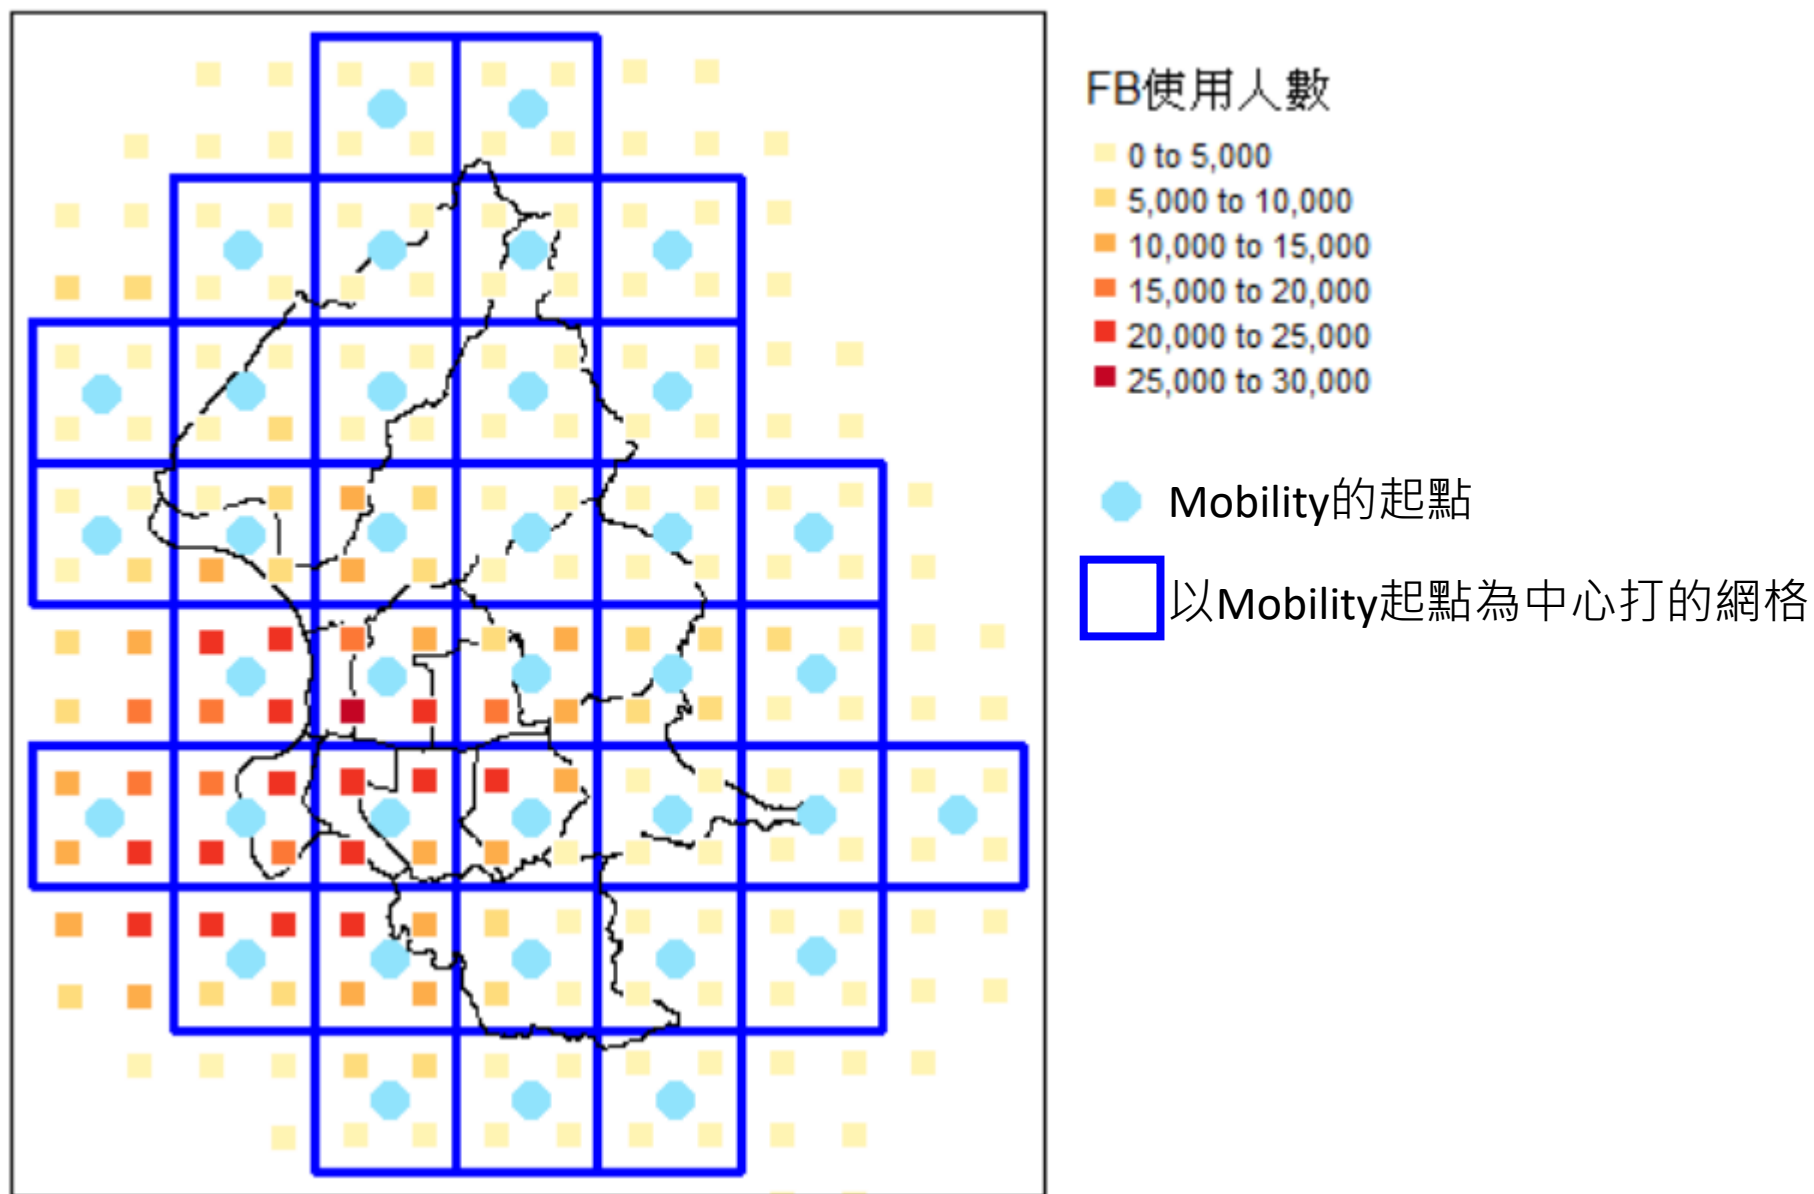 FB使用人數
0 to 5,000
5,000 to 10,000
10,000 to 15,000
15,000 to 20,000
20,000 to 25,000
25,000 to 30,000
Mobility的起點
以Mobility起點為中心打的網格